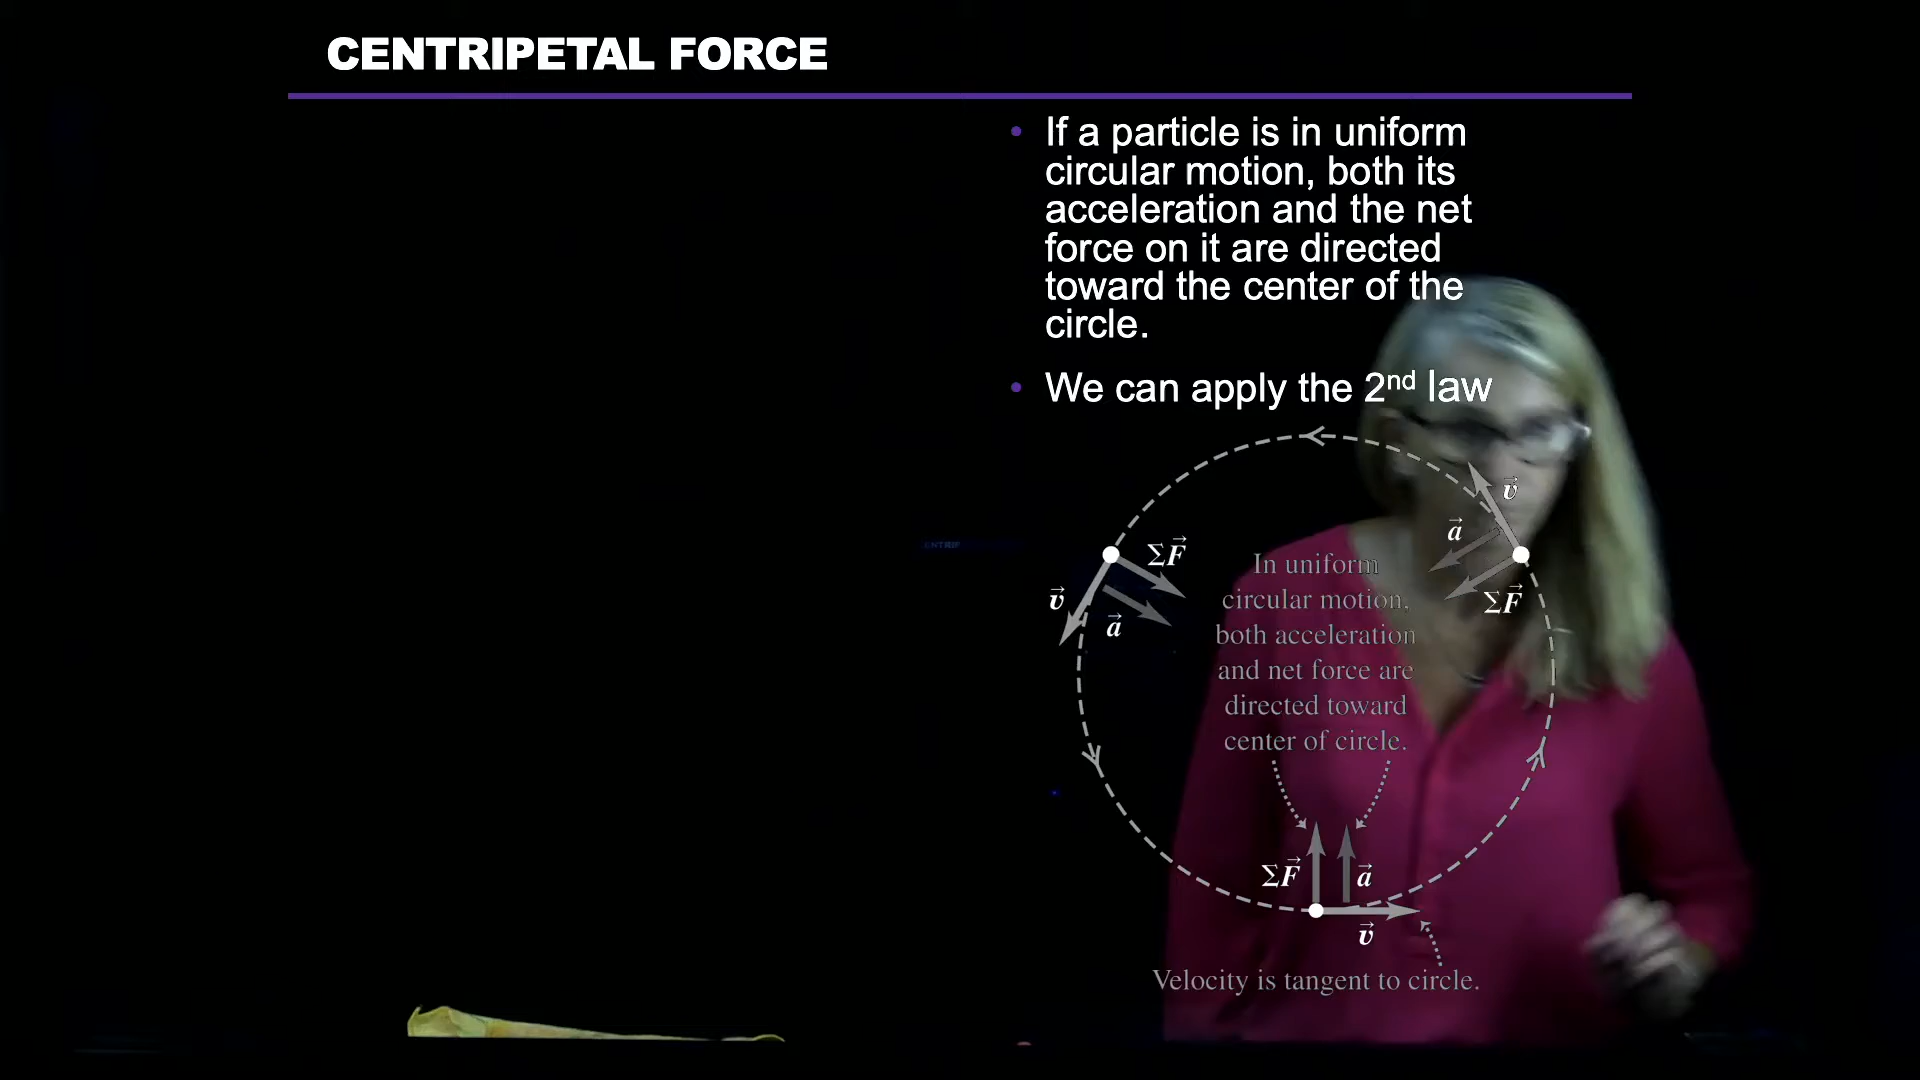 CENTRIPETAL FORCE
• If a particle is in uniform
circular motion, both its
acceleration and the net
force on it are directed
toward the center of the
circle.
• We can apply the 2nd law
v⃗
a⃗
ΣF⃗
ΣF⃗
v⃗
a⃗
In uniform
circular motion,
both acceleration
and net force are
directed toward
center of circle.
ΣF⃗
a⃗
v⃗
Velocity is tangent to circle.